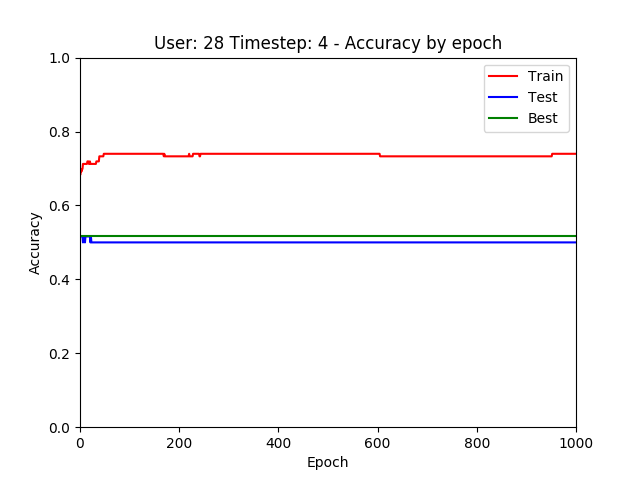 User: 28 Timestep: 4 - Accuracy by epoch
Train
Test
Best
1.0
0.8
0.6
0.4
0.2
0.0
Accuracy
0 200 400 600 800 1000
Epoch